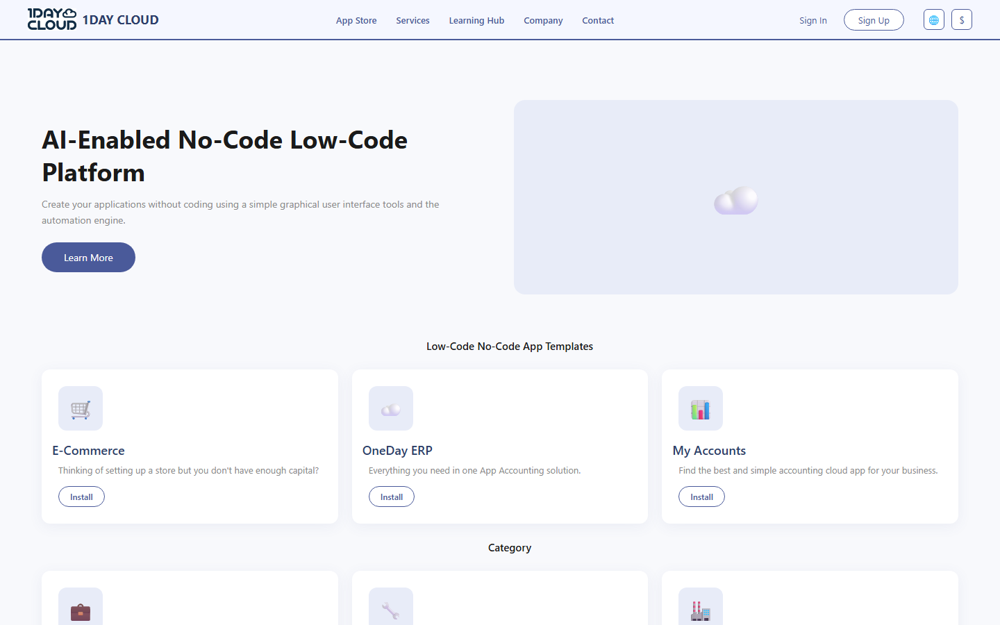 1DAY
CLOUD
1DAY CLOUD
App Store
Services
Learning Hub
Company
Contact
Sign In
Sign Up
$
AI-Enabled No-Code Low-Code
Platform
Create your applications without coding using a simple graphical user interface tools and the
automation engine.
Learn More
Low-Code No-Code App Templates
E-Commerce
Thinking of setting up a store but you don't have enough capital?
Install
OneDay ERP
Everything you need in one App Accounting solution.
Install
My Accounts
Find the best and simple accounting cloud app for your business.
Install
Category